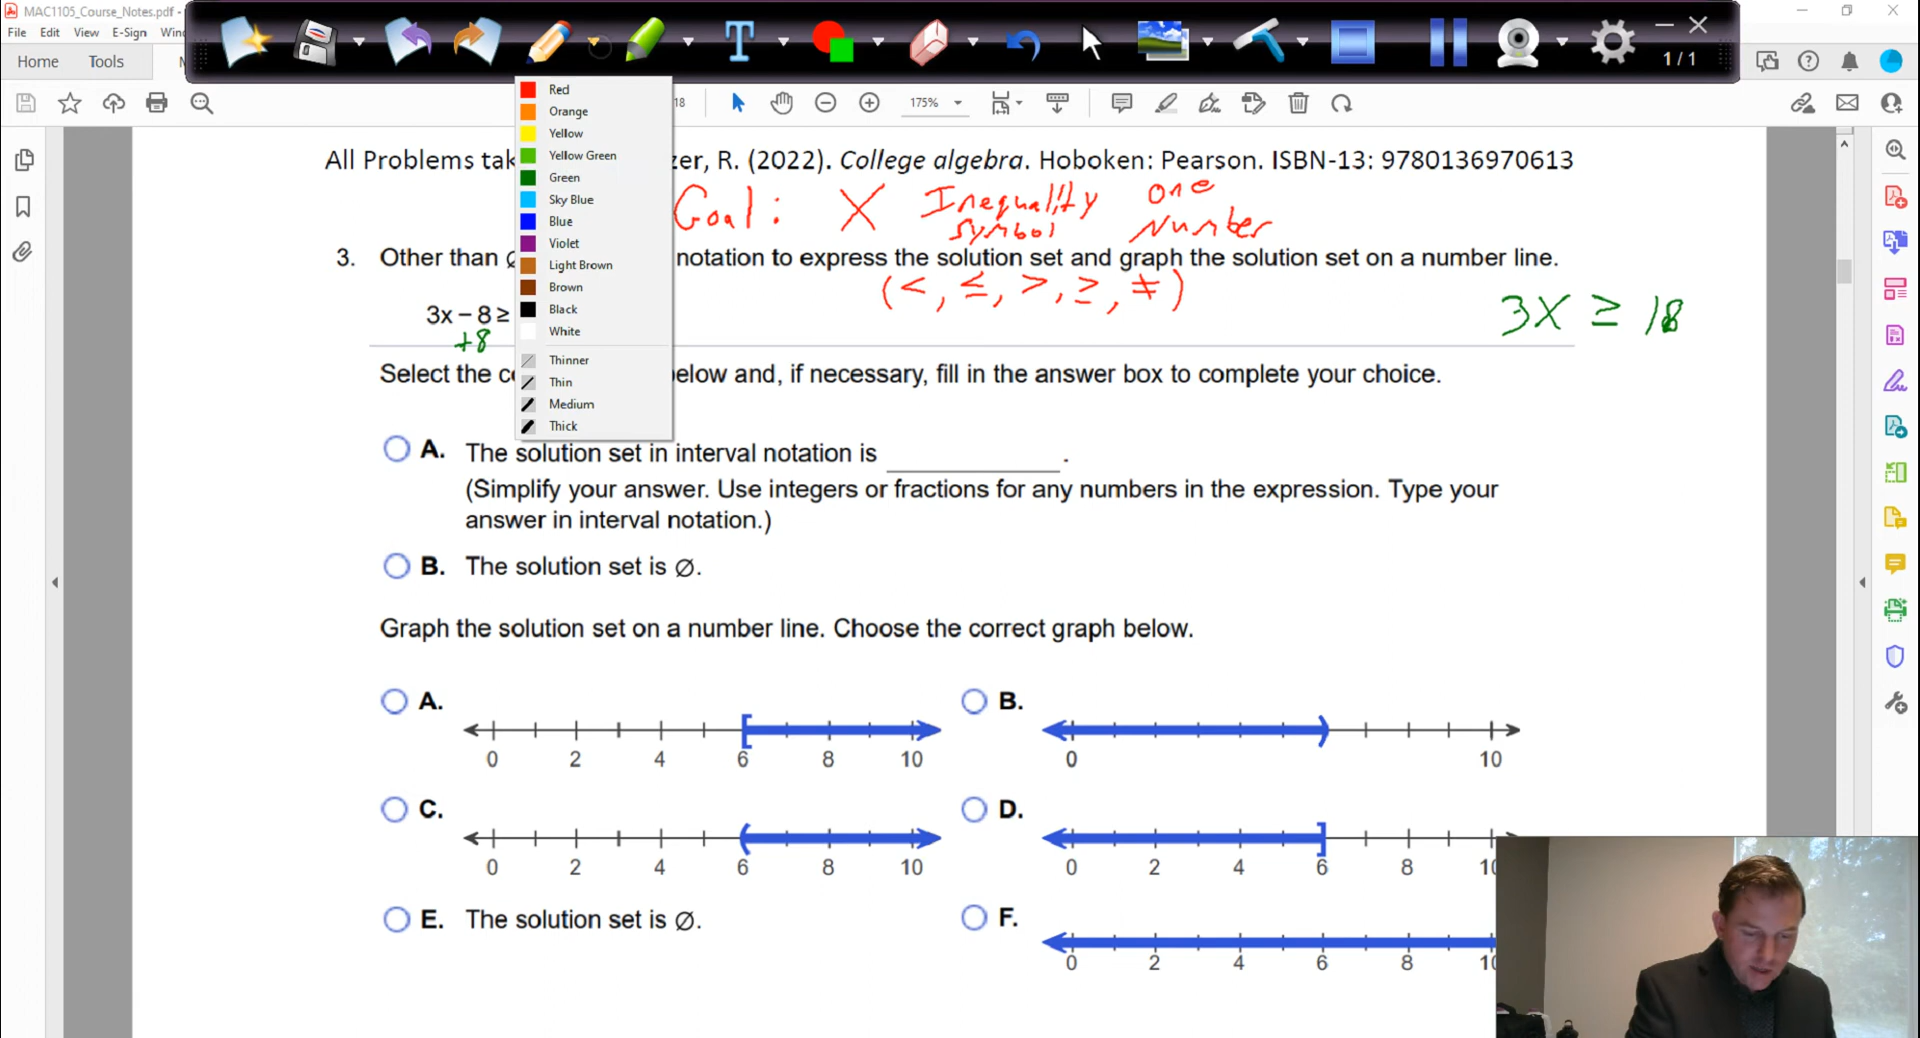 MAC1105_Course_Notes.pdf -
File Edit View E-Sign
1 / 1
Home Tools
18 175%
Red
Orange
Yellow
Yellow Green
Green
Sky Blue
Blue
Violet
Light Brown
Brown
Black
White
Thinner
Thin
Medium
Thick
All Problems zer, R. (2022). College algebra. Hoboken: Pearson. ISBN-13: 9780136970613
Goal: X Inequality Symbol one Number
3. Other than notation to express the solution set and graph the solution set on a number line.
(<, ≤, >, ≥, ≠)
3x − 8 ≥
+8
3X ≥ 18
Select the below and, if necessary, fill in the answer box to complete your choice.
A. The solution set in interval notation is ________.
(Simplify your answer. Use integers or fractions for any numbers in the expression. Type your
answer in interval notation.)
B. The solution set is ∅.
Graph the solution set on a number line. Choose the correct graph below.
A.
0 2 4 6 8 10
B.
0 10
C.
0 2 4 6 8 10
D.
0 2 4 6 8
E. The solution set is ∅.
F.
0 2 4 6 8